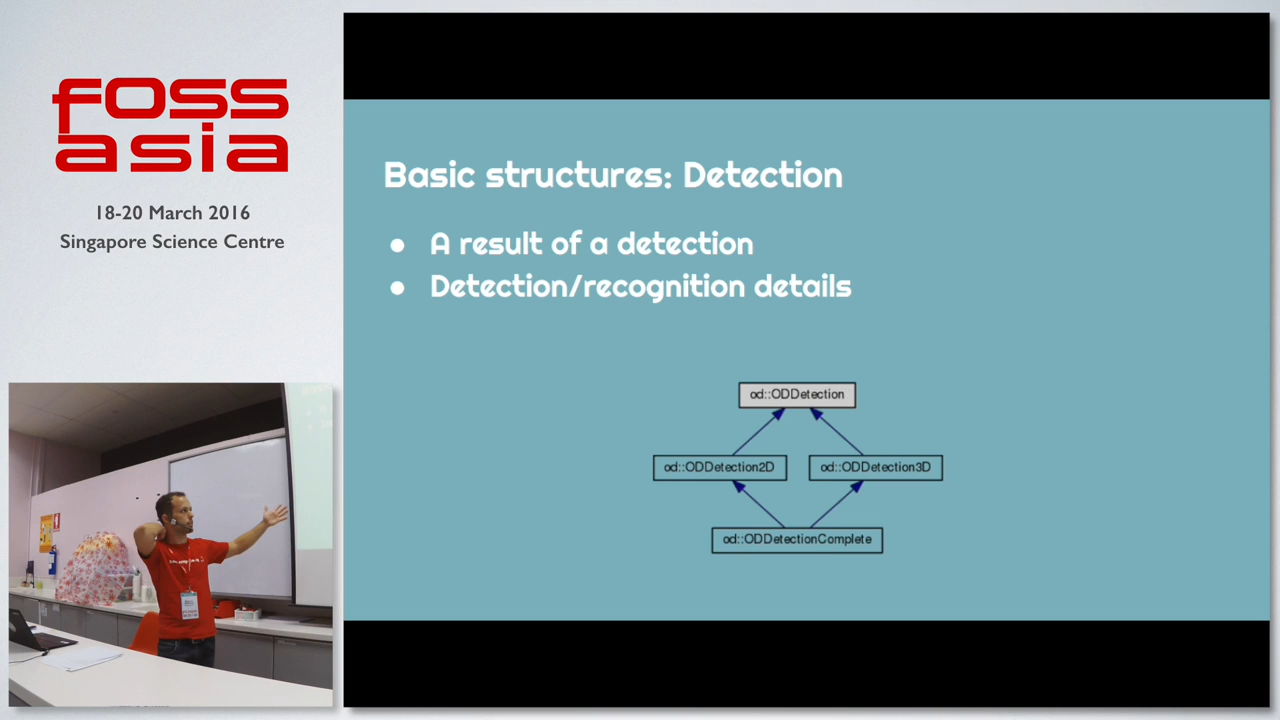 foss
asia
18-20 March 2016
Singapore Science Centre
Basic structures: Detection
● A result of a detection
● Detection/recognition details
od::ODDetection
od::ODDetection2D
od::ODDetection3D
od::ODDetectionComplete